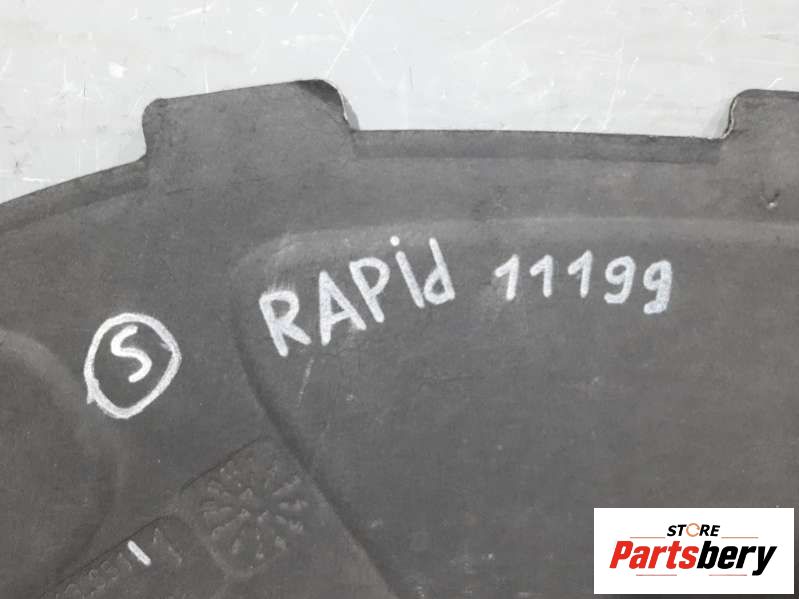 RAPid 11199
S
STORE
Partsbery